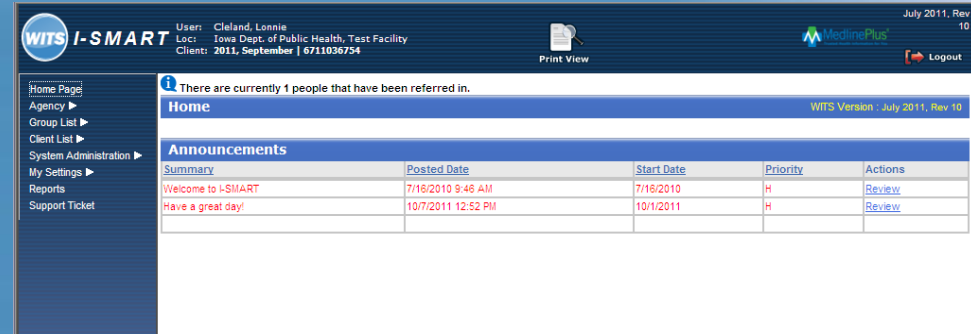 July 2011, Rev
10
WITS I-SMART
User: Cleland, Lonnie
Loc: Iowa Dept. of Public Health, Test Facility
Client: 2011, September | 6711036754
Print View
MedlinePlus
Logout
Home Page
Agency
Group List
Client List
System Administration
My Settings
Reports
Support Ticket
There are currently 1 people that have been referred in.
Home WITS Version : July 2011, Rev 10
Announcements
Summary Posted Date Start Date Priority Actions
Welcome to I-SMART 7/16/2010 9:46 AM 7/16/2010 H Review
Have a great day! 10/7/2011 12:52 PM 10/1/2011 H Review